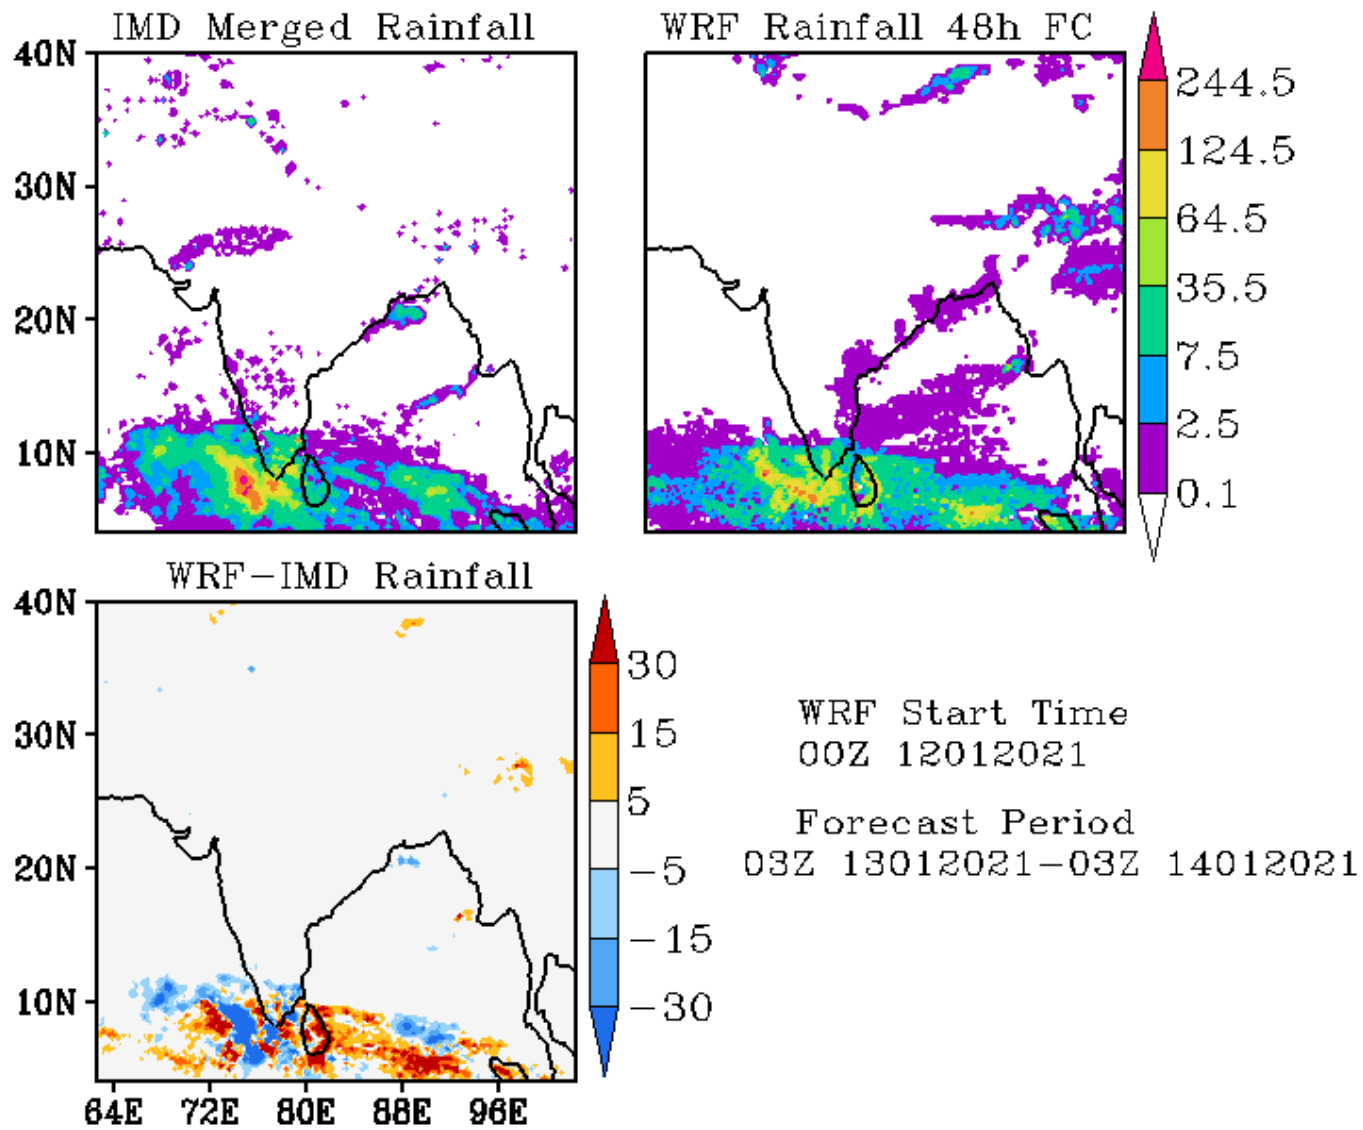 IMD Merged Rainfall
WRF Rainfall 48h FC
40N
30N
20N
10N
244.5
124.5
64.5
35.5
7.5
2.5
0.1
WRF-IMD Rainfall
40N
30N
20N
10N
64E 72E 80E 88E 96E
30
15
5
-5
-15
-30
WRF Start Time
00Z 12012021
Forecast Period
03Z 13012021-03Z 14012021